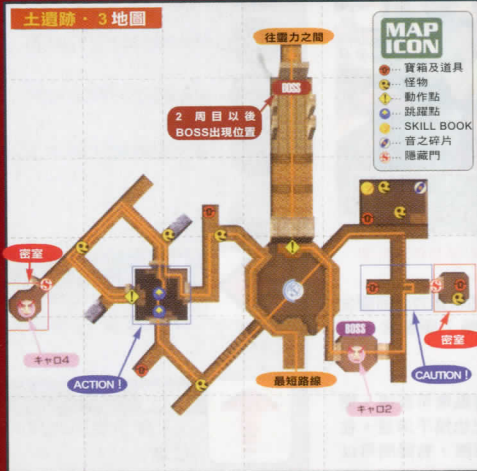 土遺跡・3地圖
往靈力之間
MAP
ICON
寶箱及道具
怪物
動作點
跳躍點
SKILL BOOK
音之碎片
隱藏門
BOSS
2 周目以後
BOSS出現位置
密室
キャロ4
ACTION !
最短路線
BOSS
キャロ2
密室
CAUTION !